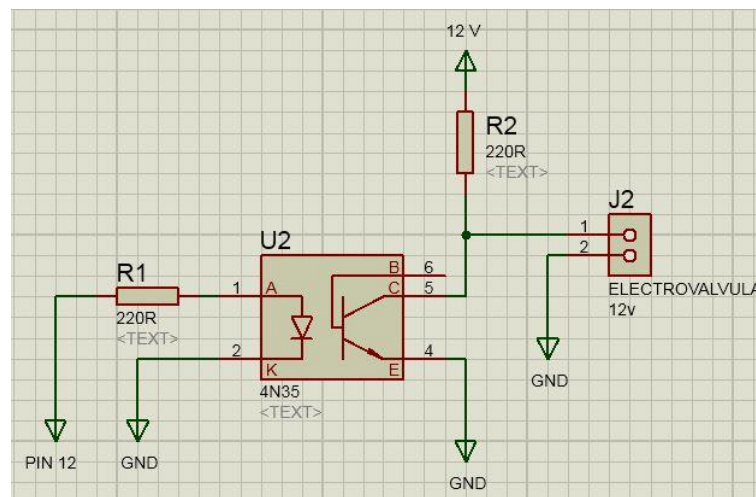 12 V
R2
220R
<TEXT>
J2
1
2
ELECTROVALVULA
12v
GND
U2
B 6
C 5
R1
220R
<TEXT>
1 A
2 K
E 4
4N35
<TEXT>
PIN 12
GND
GND